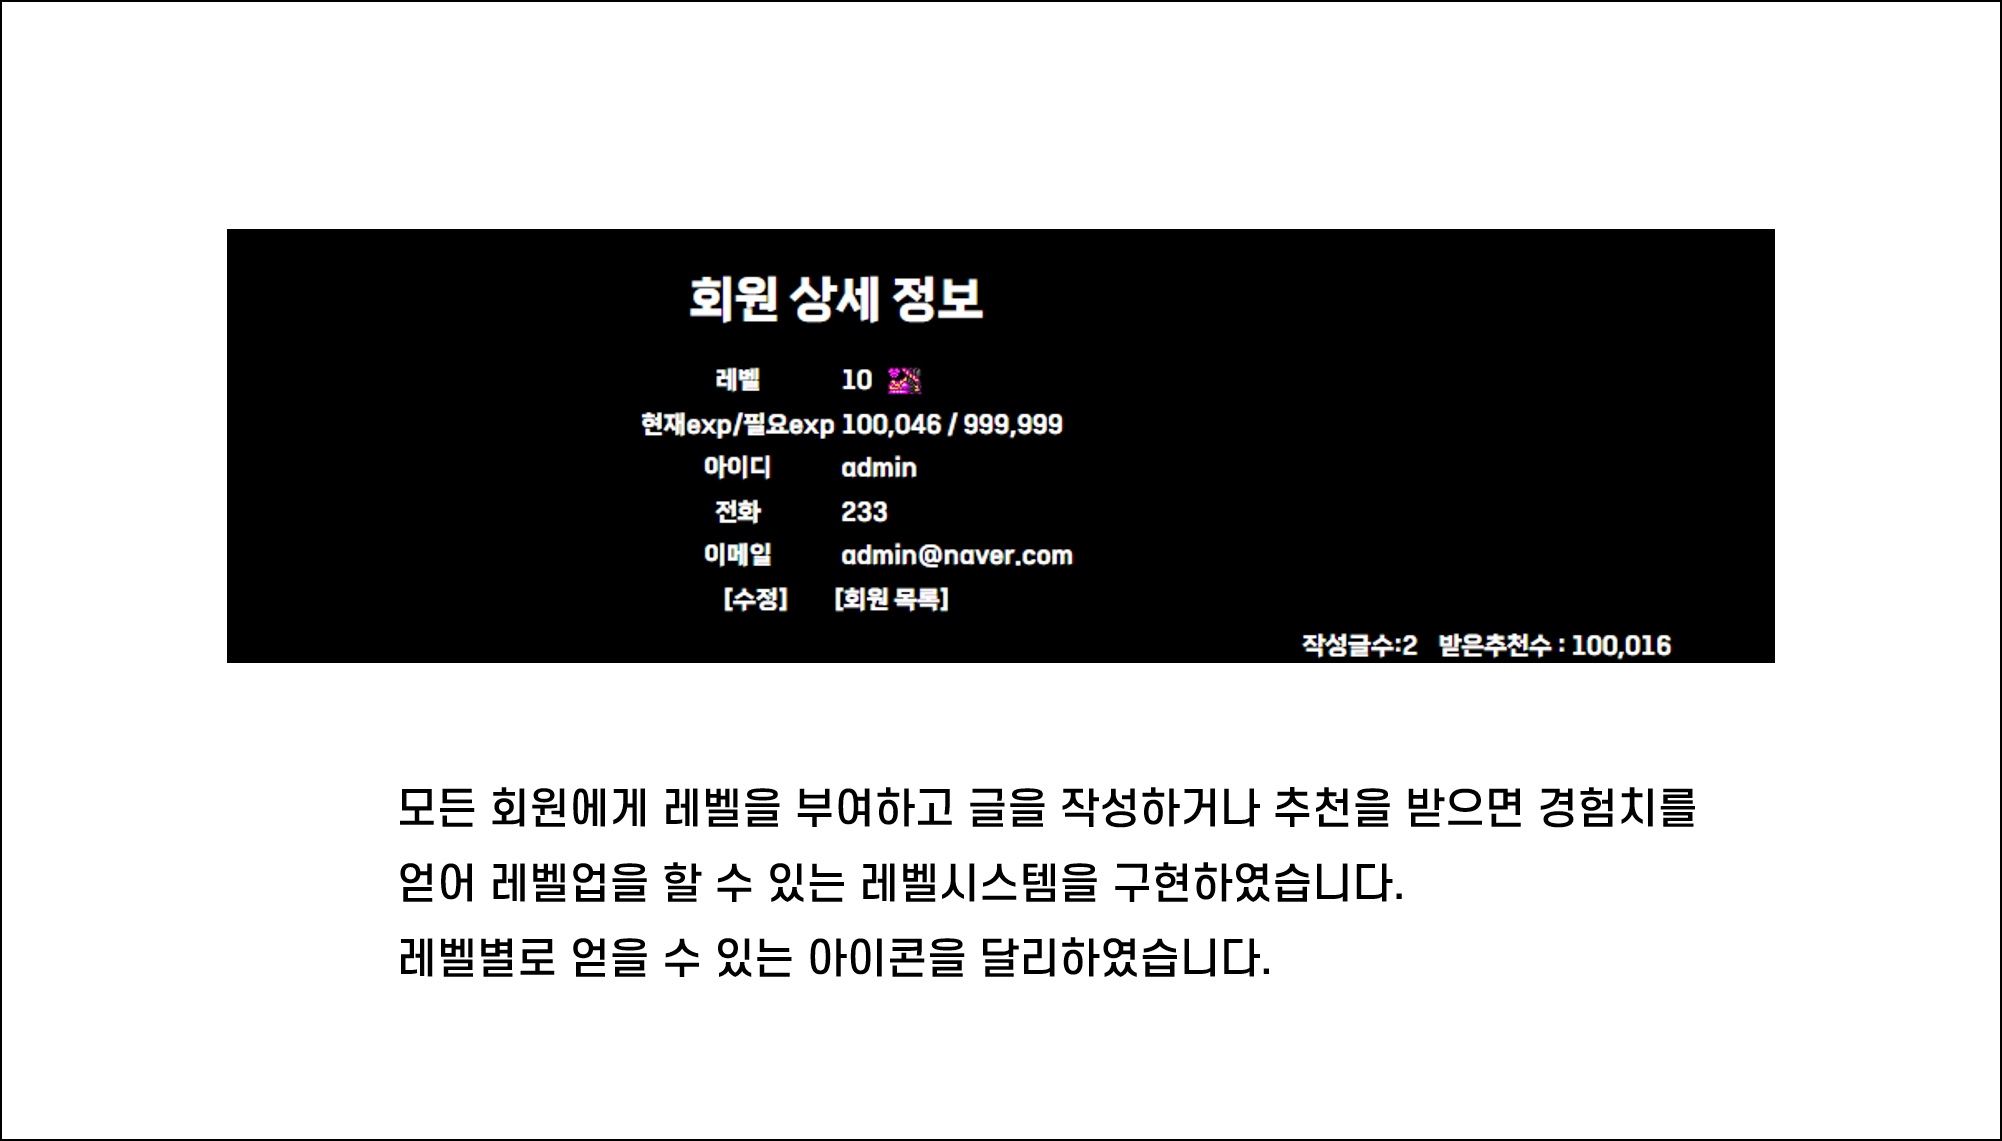 회원 상세 정보
레벨 10
현재exp/필요exp 100,046 / 999,999
아이디 admin
전화 233
이메일 admin@naver.com
[수정] [회원 목록]
작성글수:2 받은추천수 : 100,016
모든 회원에게 레벨을 부여하고 글을 작성하거나 추천을 받으면 경험치를
얻어 레벨업을 할 수 있는 레벨시스템을 구현하였습니다.
레벨별로 얻을 수 있는 아이콘을 달리하였습니다.